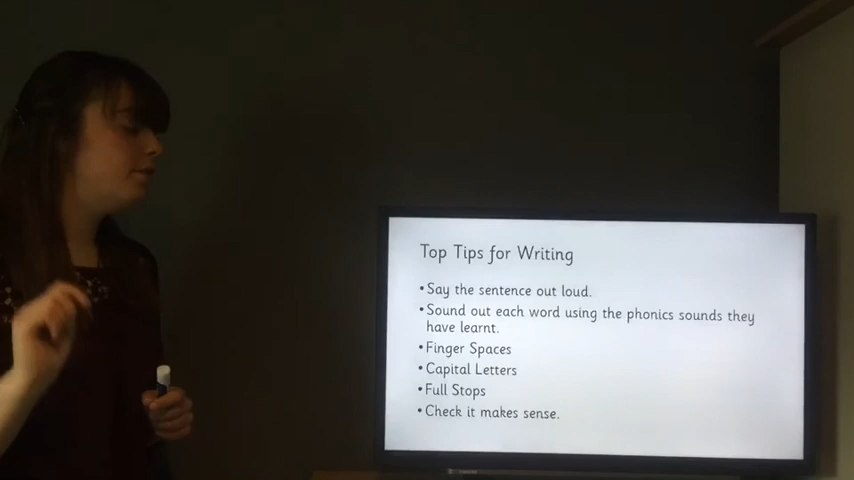 Top Tips for Writing
•Say the sentence out loud.
•Sound out each word using the phonics sounds they
have learnt.
•Finger Spaces
•Capital Letters
•Full Stops
•Check it makes sense.